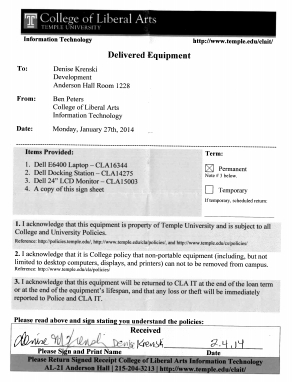 College of Liberal Arts
TEMPLE UNIVERSITY
Information Technology http://www.temple.edu/clait/
Delivered Equipment
To: Denise Krenski
Development
Anderson Hall Room 1228
From: Ben Peters
College of Liberal Arts
Information Technology
Date: Monday, January 27th, 2014
Items Provided: Term:
1. Dell E6400 Laptop – CLA16344
2. Dell Docking Station – CLA14275
3. Dell 24" LCD Monitor – CLA15003
4. A copy of this sign sheet
Permanent
Note # 3 below.
Temporary
If temporary, scheduled return:
1. I acknowledge that this equipment is property of Temple University and is subject to all
College and University Policies.
Reference: http://policies.temple.edu/, http://www.temple.edu/cla/policies/, and http://www.temple.edu/cs/policies/
2. I acknowledge that it is College policy that non-portable equipment (including, but not
limited to desktop computers, displays, and printers) can not to be removed from campus.
Reference: http://www.temple.edu/cla/policies/
3. I acknowledge that this equipment will be returned to CLA IT at the end of the loan term
or at the end of the equipment's lifespan, and that any loss or theft will be immediately
reported to Police and CLA IT.
Please read above and sign stating you understand the policies:
Received
Denise M Krenski Denise Krenski 2.4.14
Please Sign and Print Name Date
Please Return Signed Receipt College of Liberal Arts Information Technology
AL-21 Anderson Hall | 215-204-3213 | http://www.temple.edu/clait/